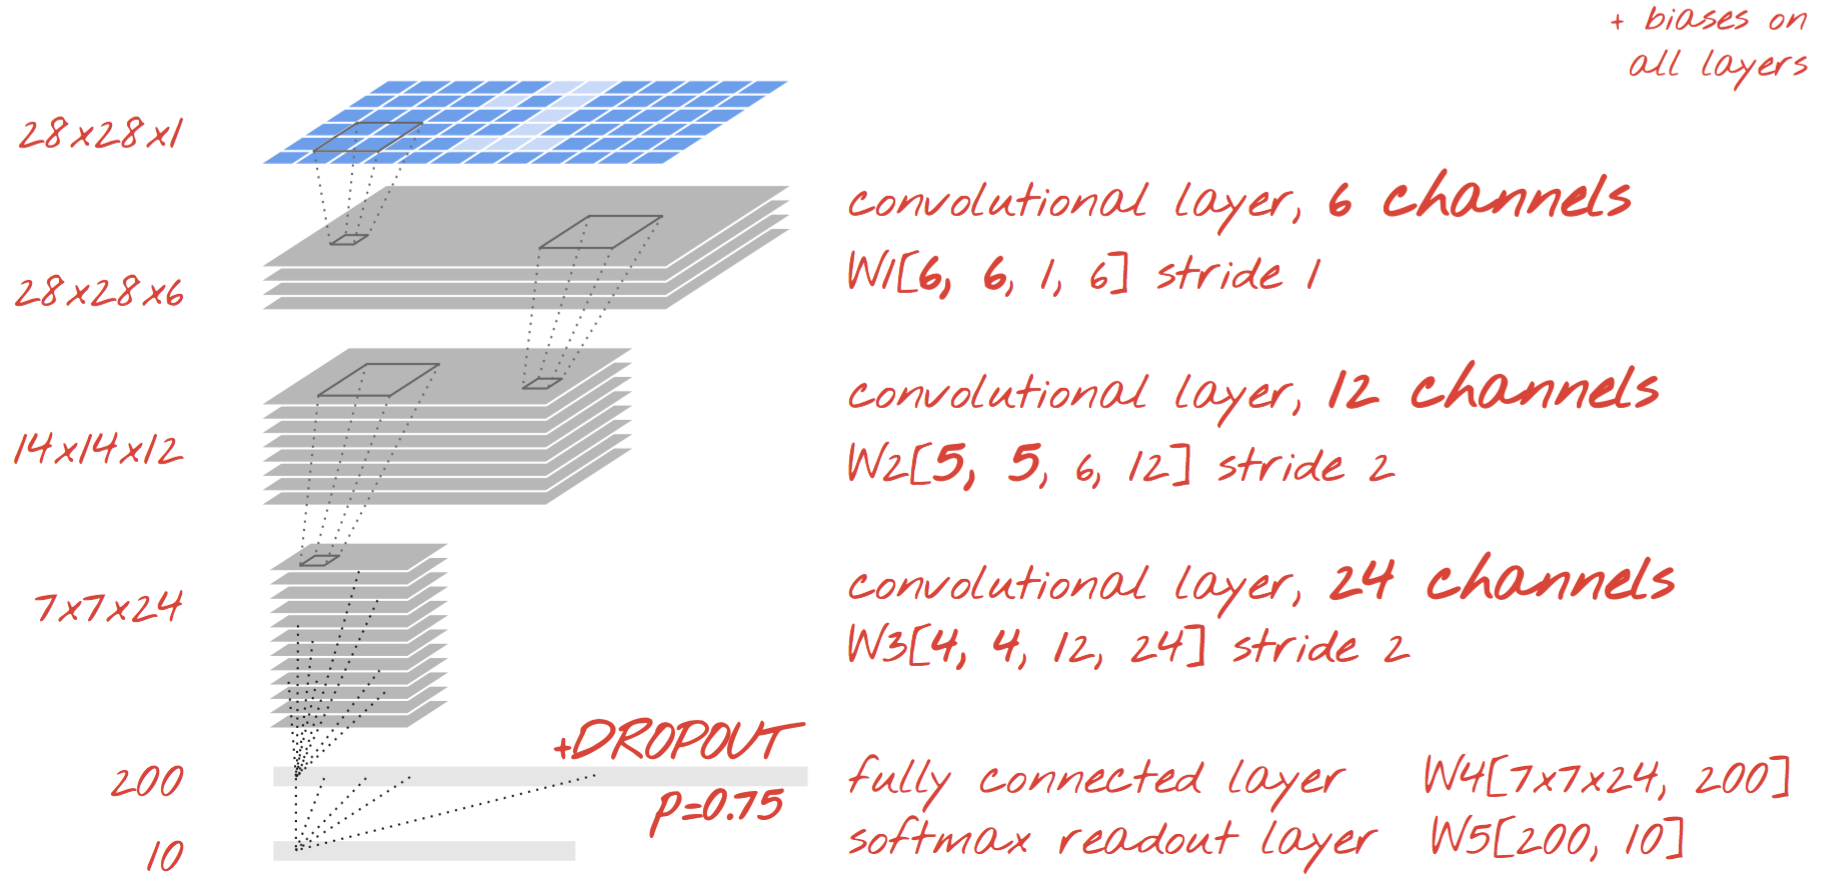 + biases on
all layers
28x28x1
convolutional layer, 6 channels
W1[6, 6, 1, 6] stride 1
28x28x6
convolutional layer, 12 channels
W2[5, 5, 6, 12] stride 2
14x14x12
convolutional layer, 24 channels
W3[4, 4, 12, 24] stride 2
7x7x24
+DROPOUT
p=0.75
200
fully connected layer W4[7x7x24, 200]
10
softmax readout layer W5[200, 10]